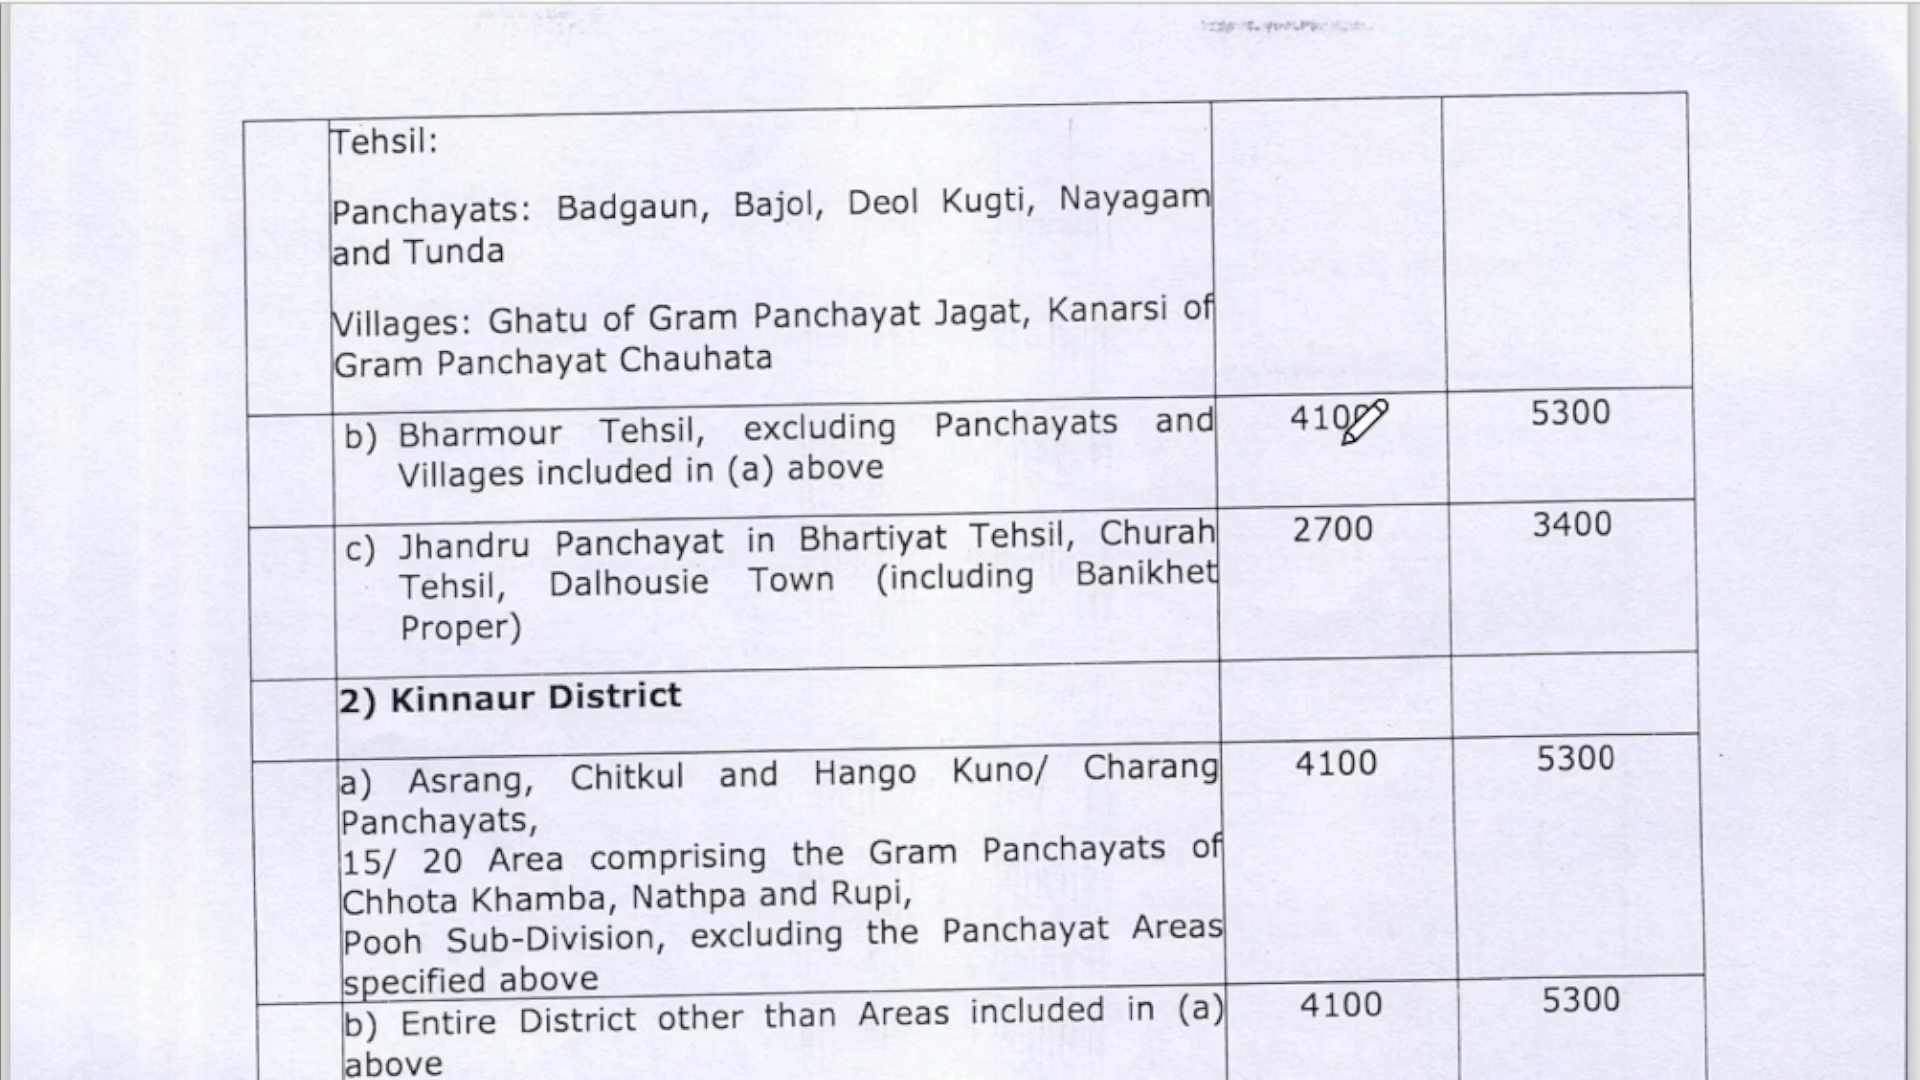 Tehsil:
Panchayats: Badgaun, Bajol, Deol Kugti, Nayagam
and Tunda
Villages: Ghatu of Gram Panchayat Jagat, Kanarsi of
Gram Panchayat Chauhata
b) Bharmour Tehsil, excluding Panchayats and 4100 5300
Villages included in (a) above
c) Jhandru Panchayat in Bhartiyat Tehsil, Churah 2700 3400
Tehsil, Dalhousie Town (including Banikhet
Proper)
2) Kinnaur District
a) Asrang, Chitkul and Hango Kuno/ Charang 4100 5300
Panchayats,
15/ 20 Area comprising the Gram Panchayats of
Chhota Khamba, Nathpa and Rupi,
Pooh Sub-Division, excluding the Panchayat Areas
specified above
b) Entire District other than Areas included in (a) 4100 5300
above